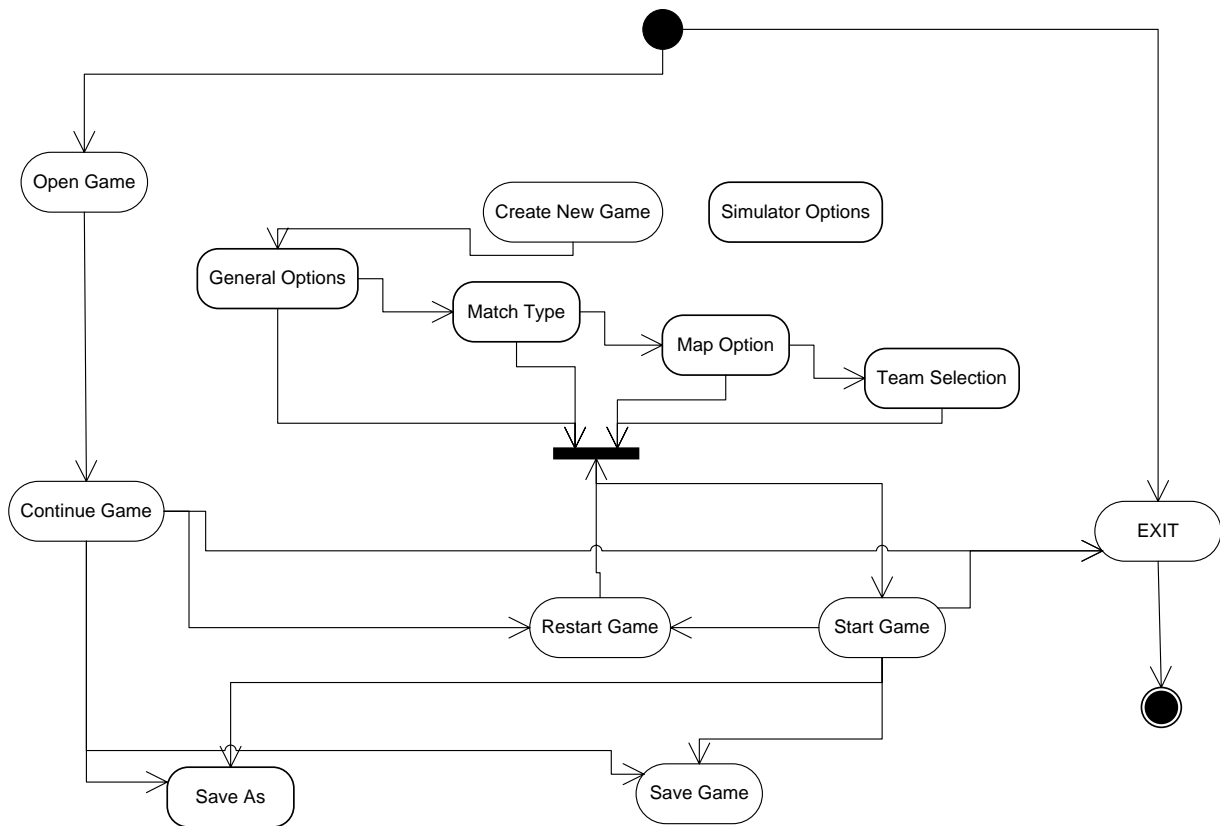 Open Game
Create New Game
Simulator Options
General Options
Match Type
Map Option
Team Selection
Continue Game
EXIT
Restart Game
Start Game
Save As
Save Game